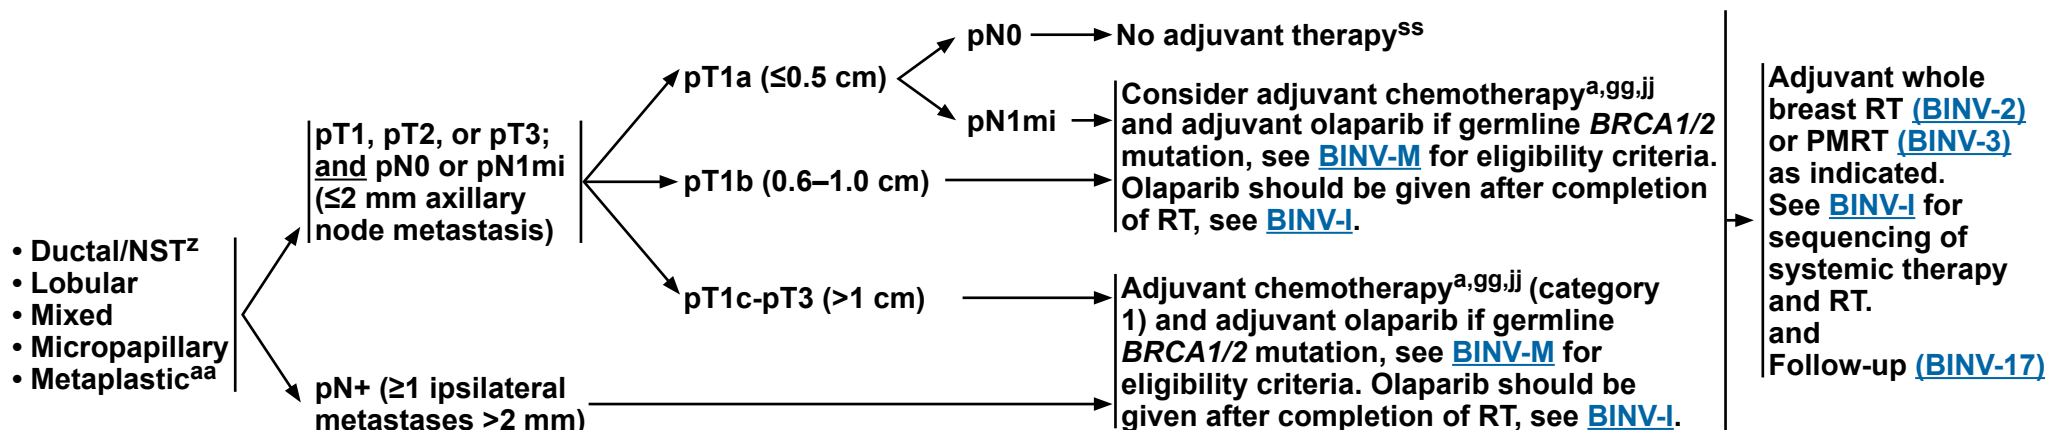 • Ductal/NSTz
• Lobular
• Mixed
• Micropapillary
• Metaplasticaa
pT1, pT2, or pT3;
and pN0 or pN1mi
(≤2 mm axillary
node metastasis)
pN+ (≥1 ipsilateral
metastases >2 mm)
pT1a (≤0.5 cm)
pT1b (0.6–1.0 cm)
pT1c-pT3 (>1 cm)
pN0
pN1mi
No adjuvant therapyss
Consider adjuvant chemotherapya,gg,jj
and adjuvant olaparib if germline BRCA1/2
mutation, see BINV-M for eligibility criteria.
Olaparib should be given after completion
of RT, see BINV-I.
Adjuvant chemotherapya,gg,jj (category
1) and adjuvant olaparib if germline
BRCA1/2 mutation, see BINV-M for
eligibility criteria. Olaparib should be
given after completion of RT, see BINV-I.
Adjuvant whole
breast RT (BINV-2)
or PMRT (BINV-3)
as indicated.
See BINV-I for
sequencing of
systemic therapy
and RT.
and
Follow-up (BINV-17)